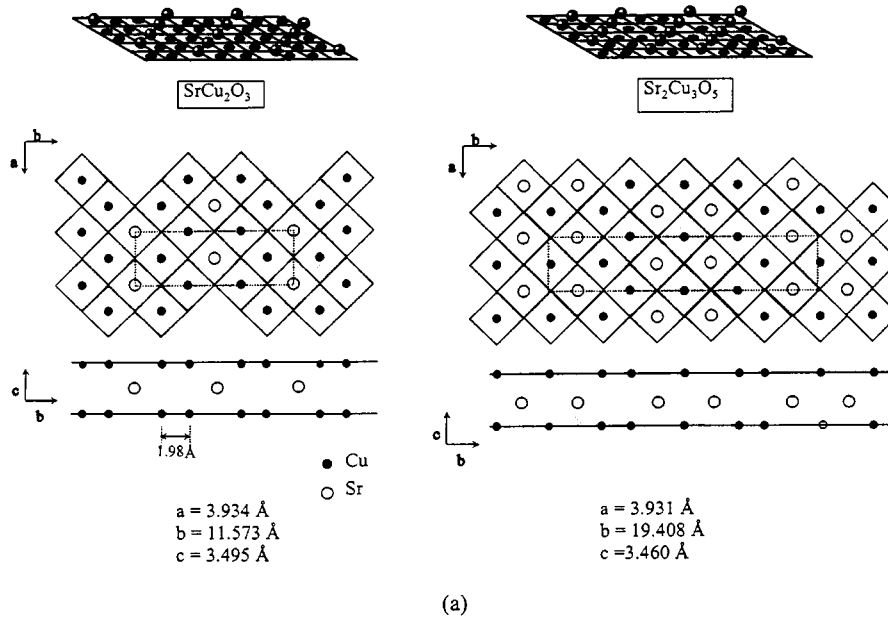 SrCu₂O₃
Sr₂Cu₃O₅
b
a
b
a
c
b
1.98Å
Cu
Sr
c
b
a = 3.934 Å
b = 11.573 Å
c = 3.495 Å
a = 3.931 Å
b = 19.408 Å
c =3.460 Å
(a)